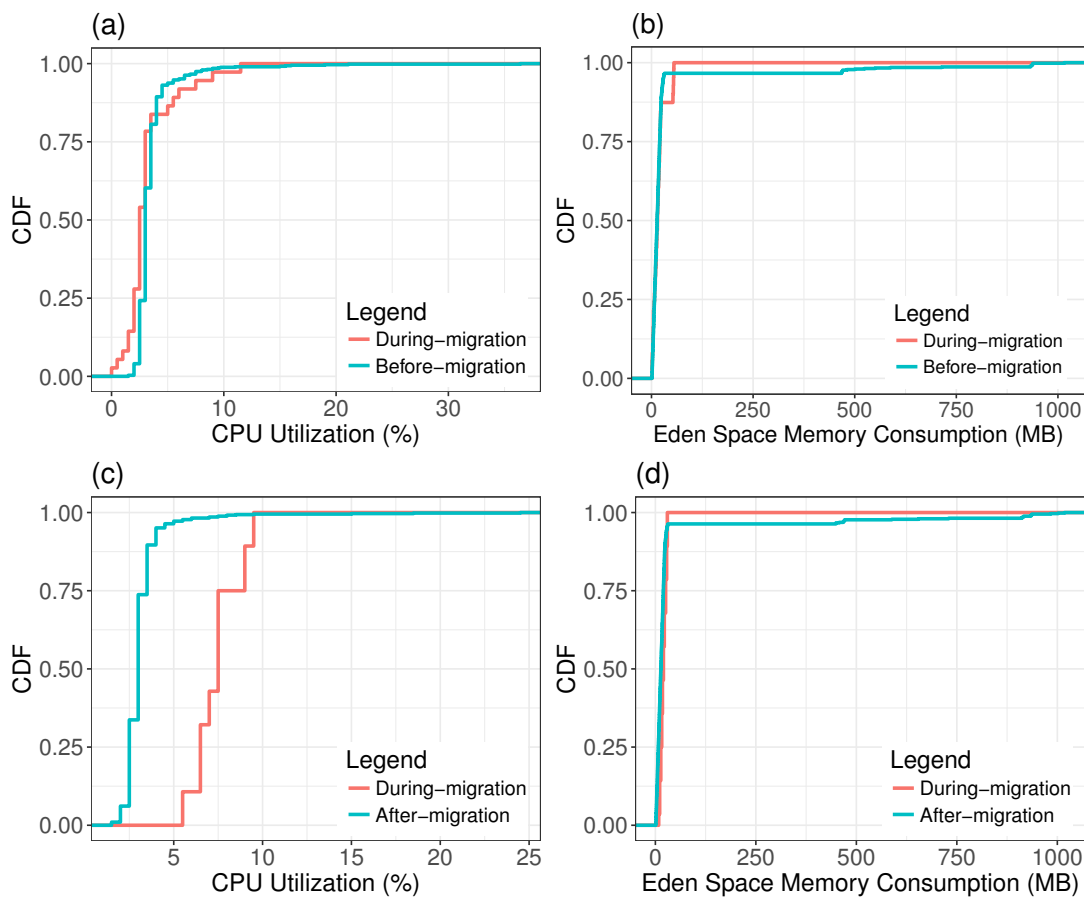 (a)
1.00
0.75
0.50
0.25
0.00
CDF
Legend
During−migration
Before−migration
0 10 20 30
CPU Utilization (%)
(b)
1.00
0.75
0.50
0.25
0.00
CDF
Legend
During−migration
Before−migration
0 250 500 750 1000
Eden Space Memory Consumption (MB)
(c)
1.00
0.75
0.50
0.25
0.00
CDF
Legend
During−migration
After−migration
5 10 15 20 25
CPU Utilization (%)
(d)
1.00
0.75
0.50
0.25
0.00
CDF
Legend
During−migration
After−migration
0 250 500 750 1000
Eden Space Memory Consumption (MB)